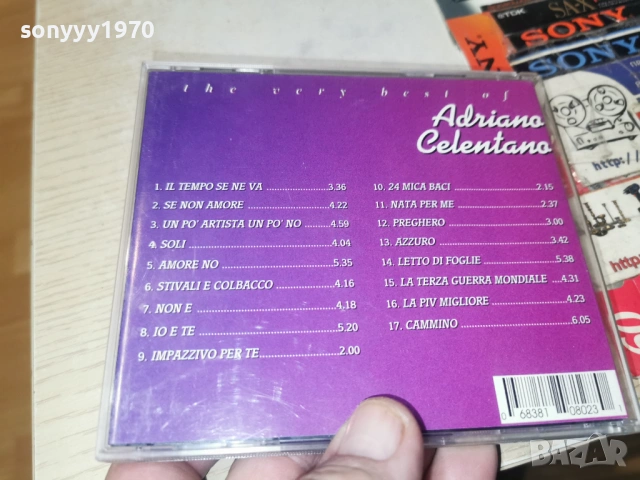 sonyyy1970
TDK
SA-X
SONY
SONY
NY
the very best of
Adriano
Celentano
1. IL TEMPO SE NE VA ......................3.36
2. SE NON AMORE ............................4.22
3. UN PO' ARTISTA UN PO' NO .........4.59
4. SOLI ...............................................4.04
5. AMORE NO ....................................5.35
6. STIVALI E COLBACCO ...................4.16
7. NON E .............................................4.18
8. IO E TE ............................................5.20
9. IMPAZZIVO PER TE........................2.00
10. 24 MICA BACI ..............................2.15
11. NATA PER ME ..............................2.37
12. PREGHERO ...................................3.00
13. AZZURO ........................................3.42
14. LETTO DI FOGLIE .........................5.38
15. LA TERZA GUERRA MONDIALE ...4.31
16. LA PIV MIGLIORE .........................4.23
17. CAMMINO .....................................6.05
0 68381 08023
http://
http
BAZAR